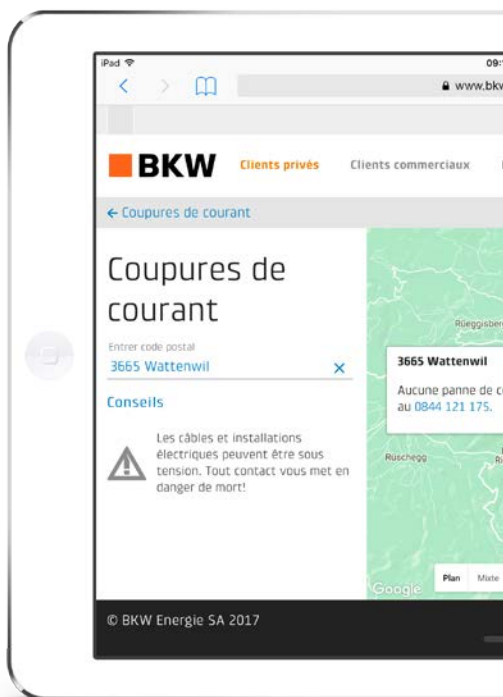 iPad
09:
www.bkw
BKW
Clients privés
Clients commerciaux
← Coupures de courant
Coupures de
courant
Entrer code postal
3665 Wattenwil
Conseils
Les câbles et installations
électriques peuvent être sous
tension. Tout contact vous met en
danger de mort!
Rüeggisber
3665 Wattenwil
Aucune panne de c
au 0844 121 175.
Rüschegg
Ri
Google
Plan Mixte
© BKW Energie SA 2017